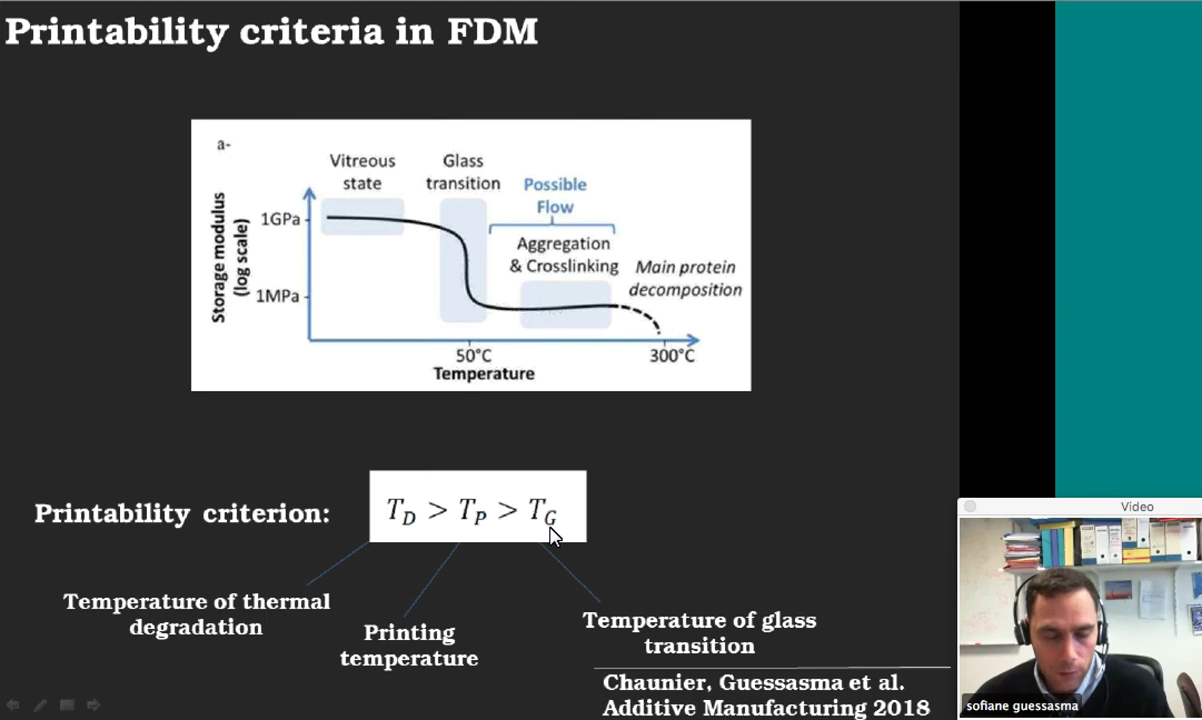 Printability criteria in FDM
a-
Vitreous
state
Glass
transition
Possible
Flow
Storage modulus
(log scale)
1GPa
Aggregation
& Crosslinking
Main protein
decomposition
1MPa
50°C
300°C
Temperature
Printability criterion:
T_D > T_P > T_G
Temperature of thermal
degradation
Printing
temperature
Temperature of glass
transition
Chaunier, Guessasma et al.
Additive Manufacturing 2018
Video
sofiane guessasma